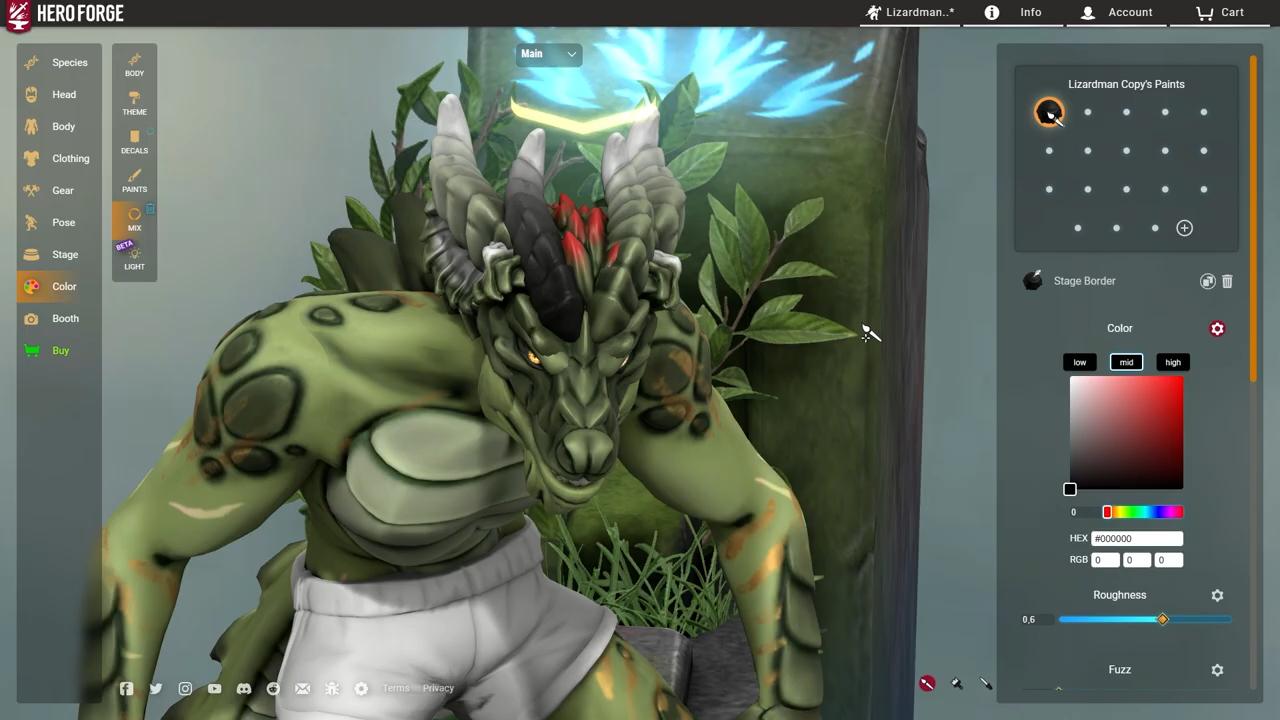 HERO FORGE
Lizardman..*
Info
Account
Cart
Species
Head
Body
Clothing
Gear
Pose
Stage
Color
Booth
Buy
BODY
THEME
DECALS
PAINTS
MIX
BETA
LIGHT
Main
Lizardman Copy's Paints
Stage Border
Color
low mid high
0
HEX #000000
RGB 0 0 0
Roughness
0,6
Fuzz
Terms Privacy